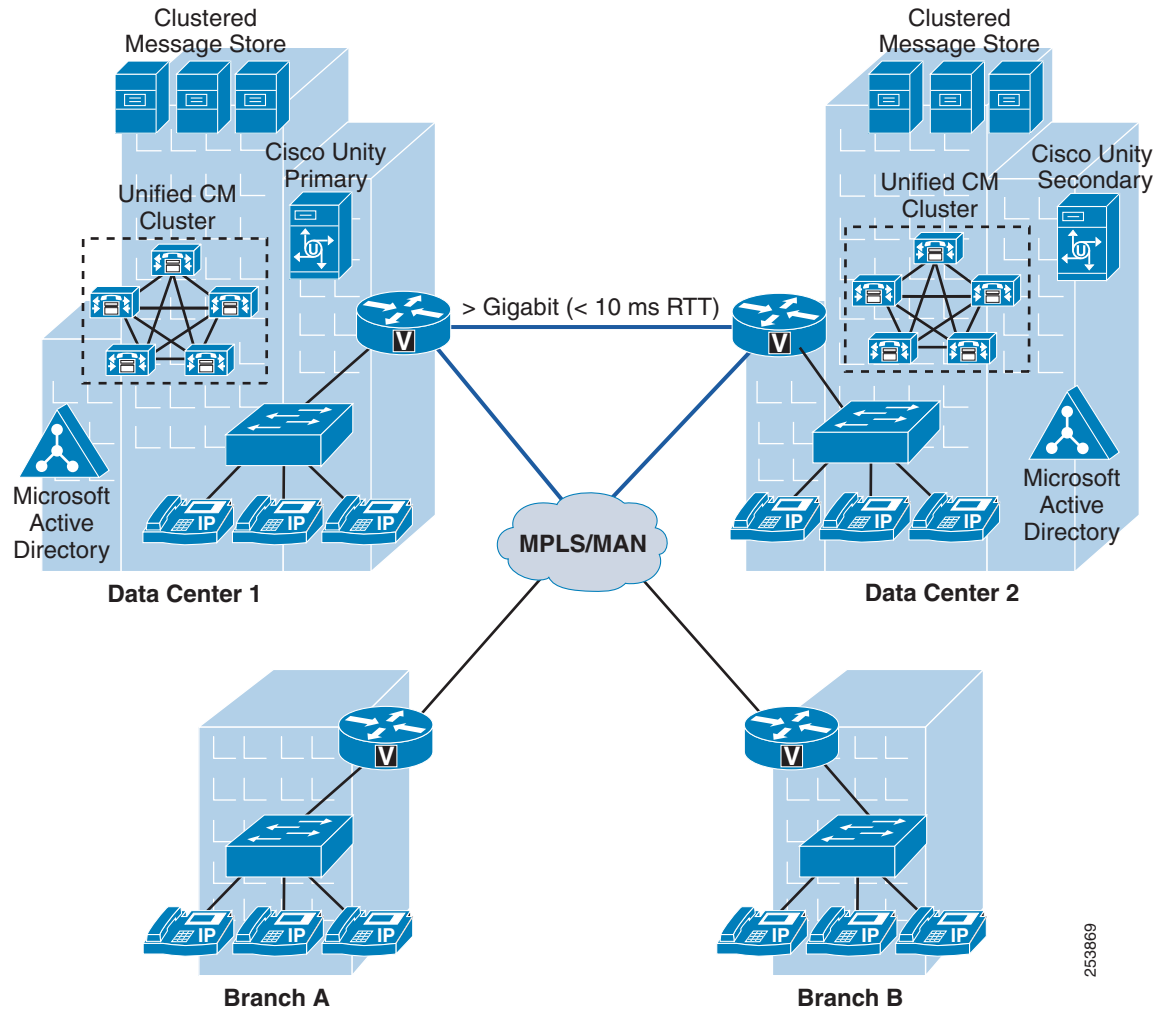 Clustered
Message Store
Clustered
Message Store
Cisco Unity
Primary
Cisco Unity
Secondary
Unified CM
Cluster
Unified CM
Cluster
U
U
> Gigabit (< 10 ms RTT)
V
V
Microsoft
Active
Directory
IP
IP
IP
Microsoft
Active
Directory
IP
IP
IP
MPLS/MAN
Data Center 1
Data Center 2
V
V
IP
IP
IP
IP
IP
IP
Branch A
Branch B
253869